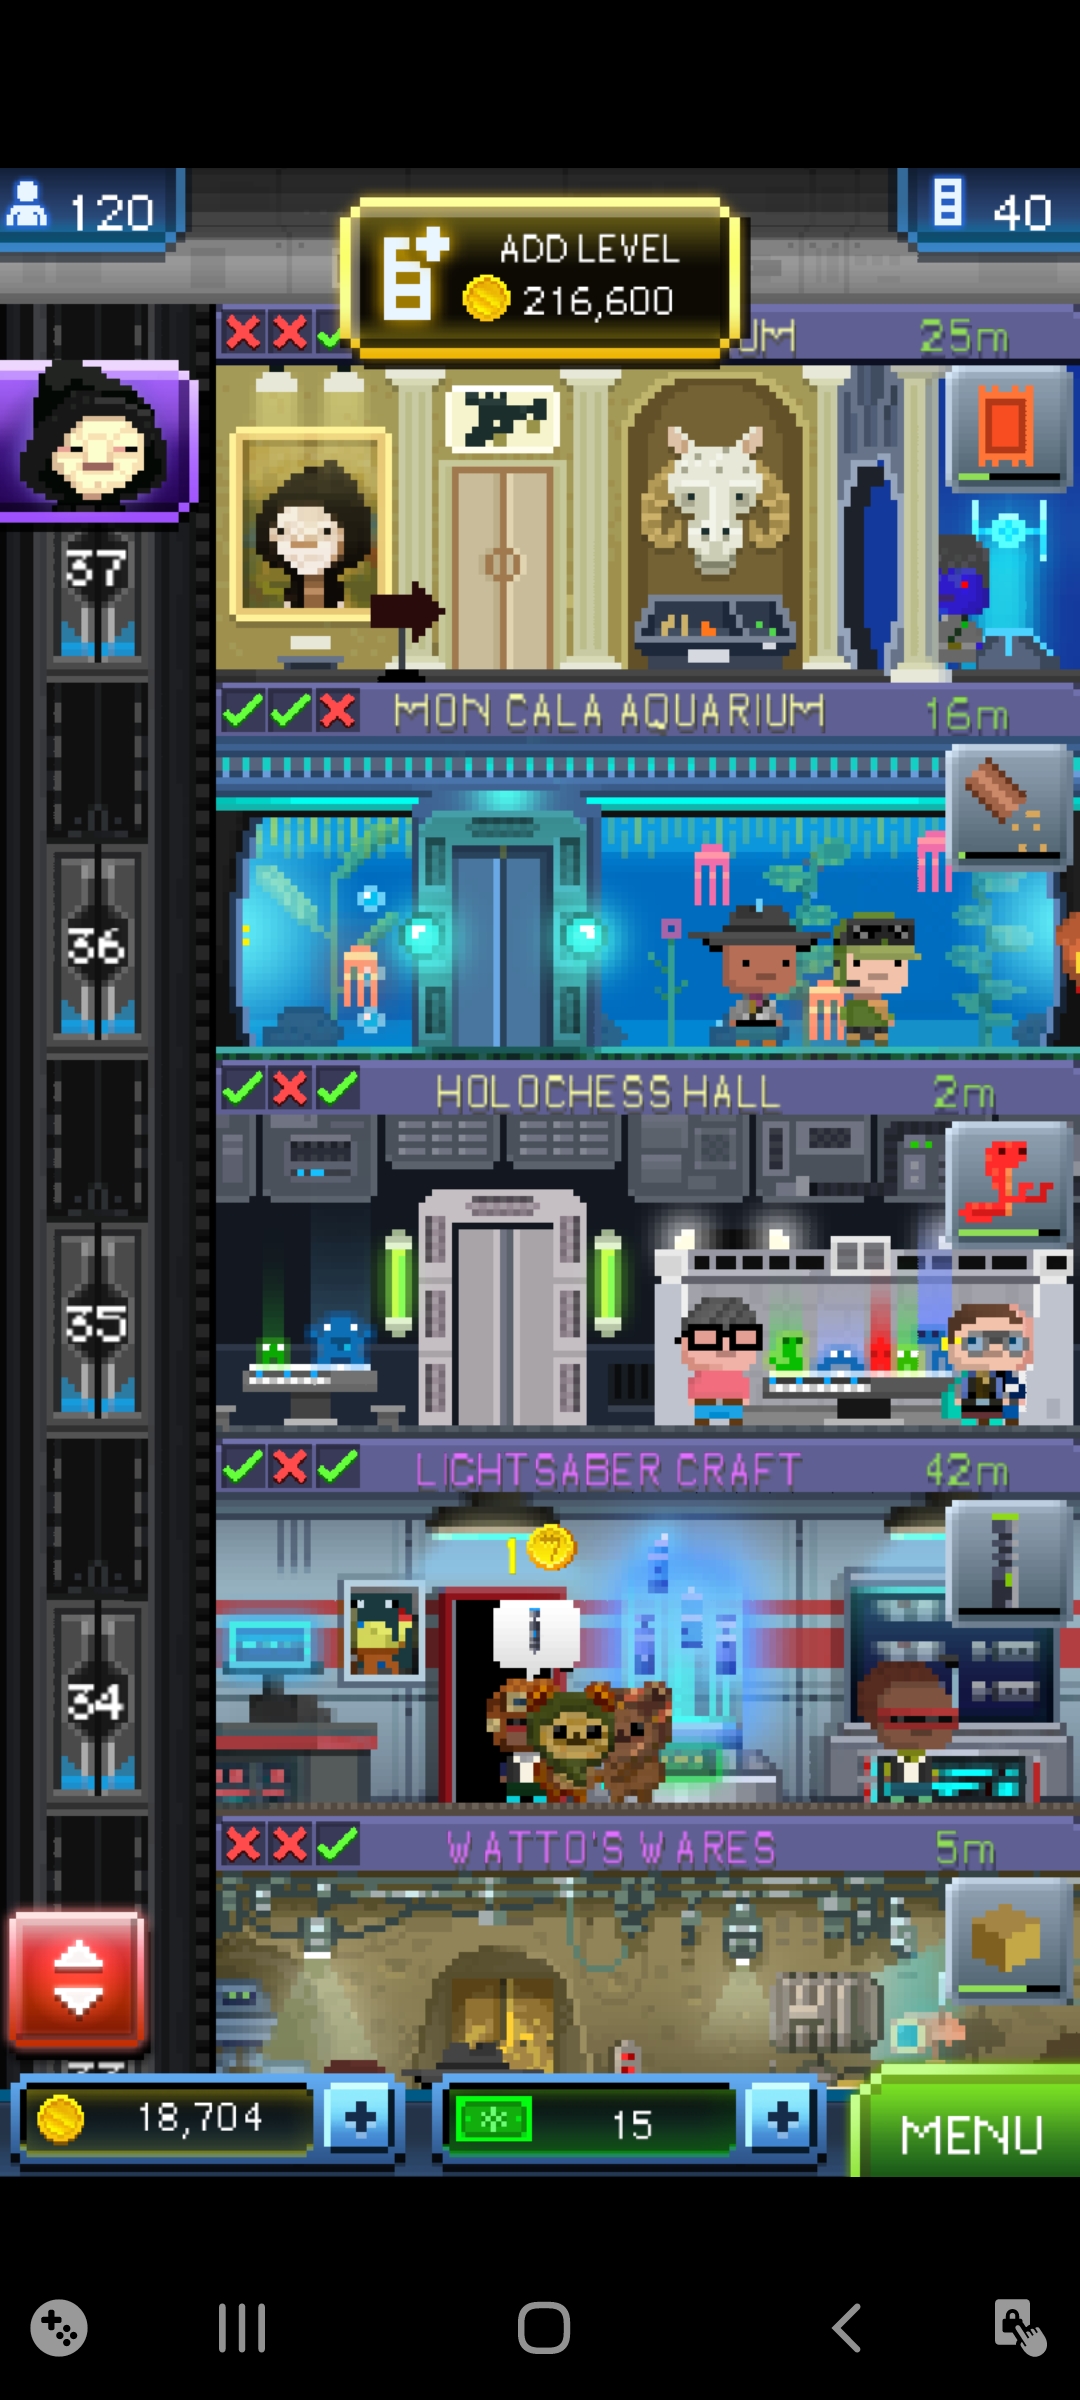 120
ADD LEVEL
216,600
40
UM
25m
37
MON CALA AQUARIUM
16m
36
HOLOCHESS HALL
2m
35
LIGHTSABER CRAFT
42m
1
34
WATTO'S WARES
5m
18,704
15
MENU